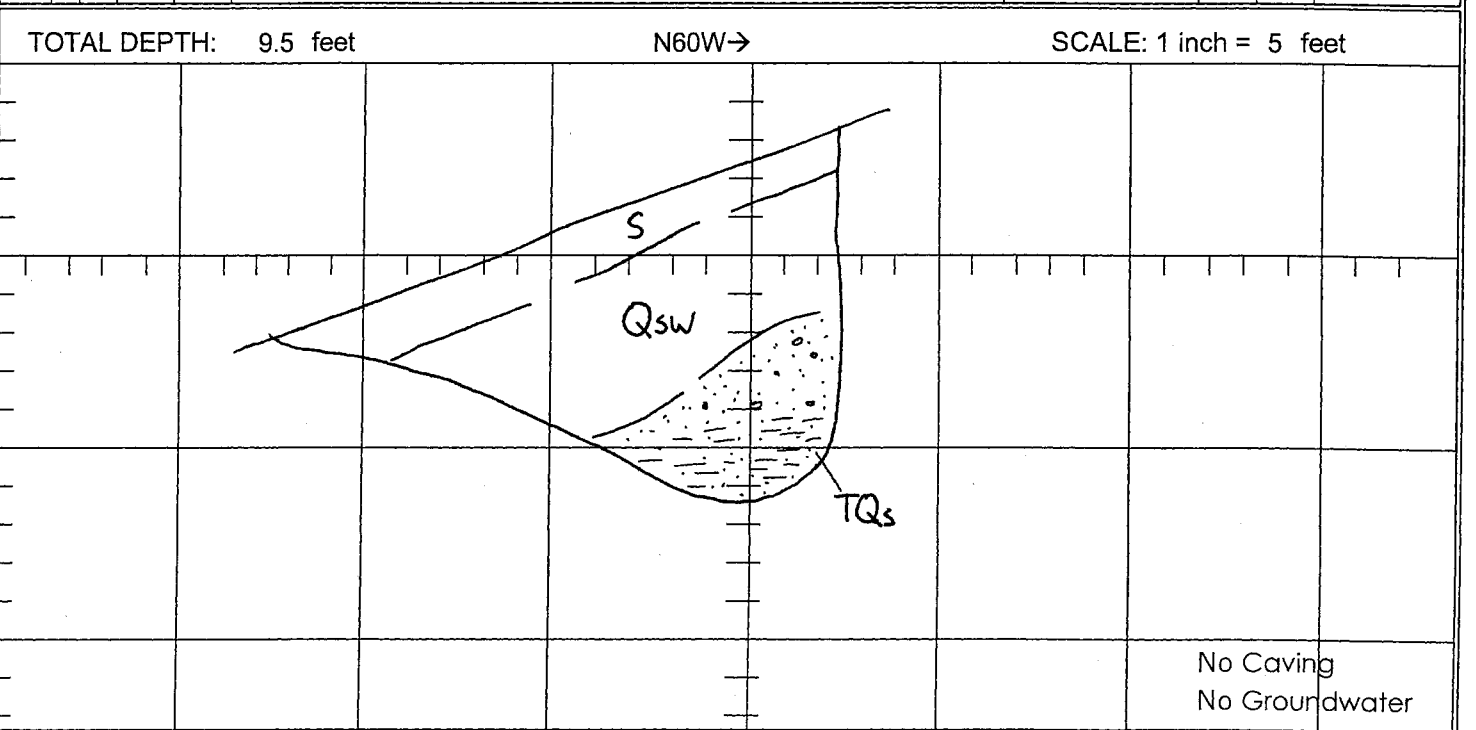 TOTAL DEPTH: 9.5 feet N60W→ SCALE: 1 inch = 5 feet
S
Qsw
TQs
No Caving
No Groundwater